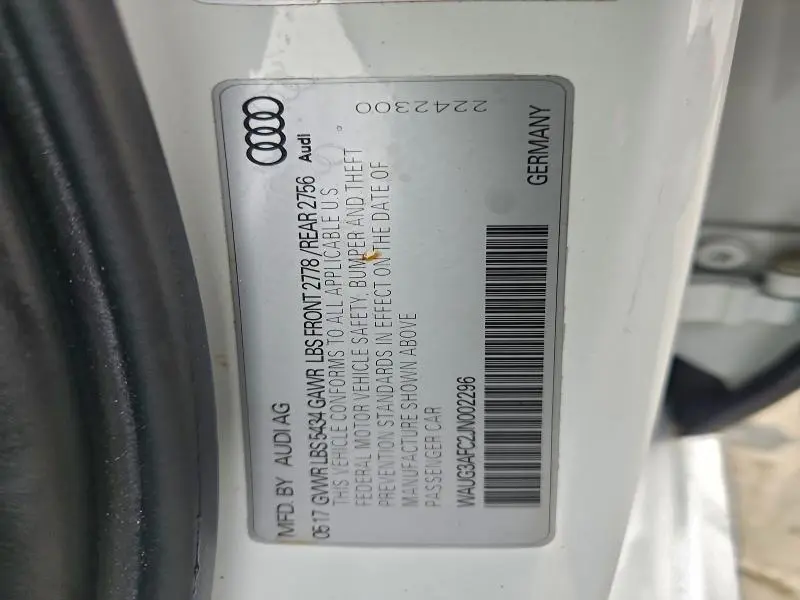 MFD. BY AUDI AG
05 17 GVWR LBS 5434 GAWR LBS FRONT 2778 / REAR 2756 Audi
THIS VEHICLE CONFORMS TO ALL APPLICABLE U.S.
FEDERAL MOTOR VEHICLE SAFETY, BUMPER AND THEFT
PREVENTION STANDARDS IN EFFECT ON THE DATE OF
MANUFACTURE SHOWN ABOVE
PASSENGER CAR
2242300
WAUG3AFC2JN002296
GERMANY